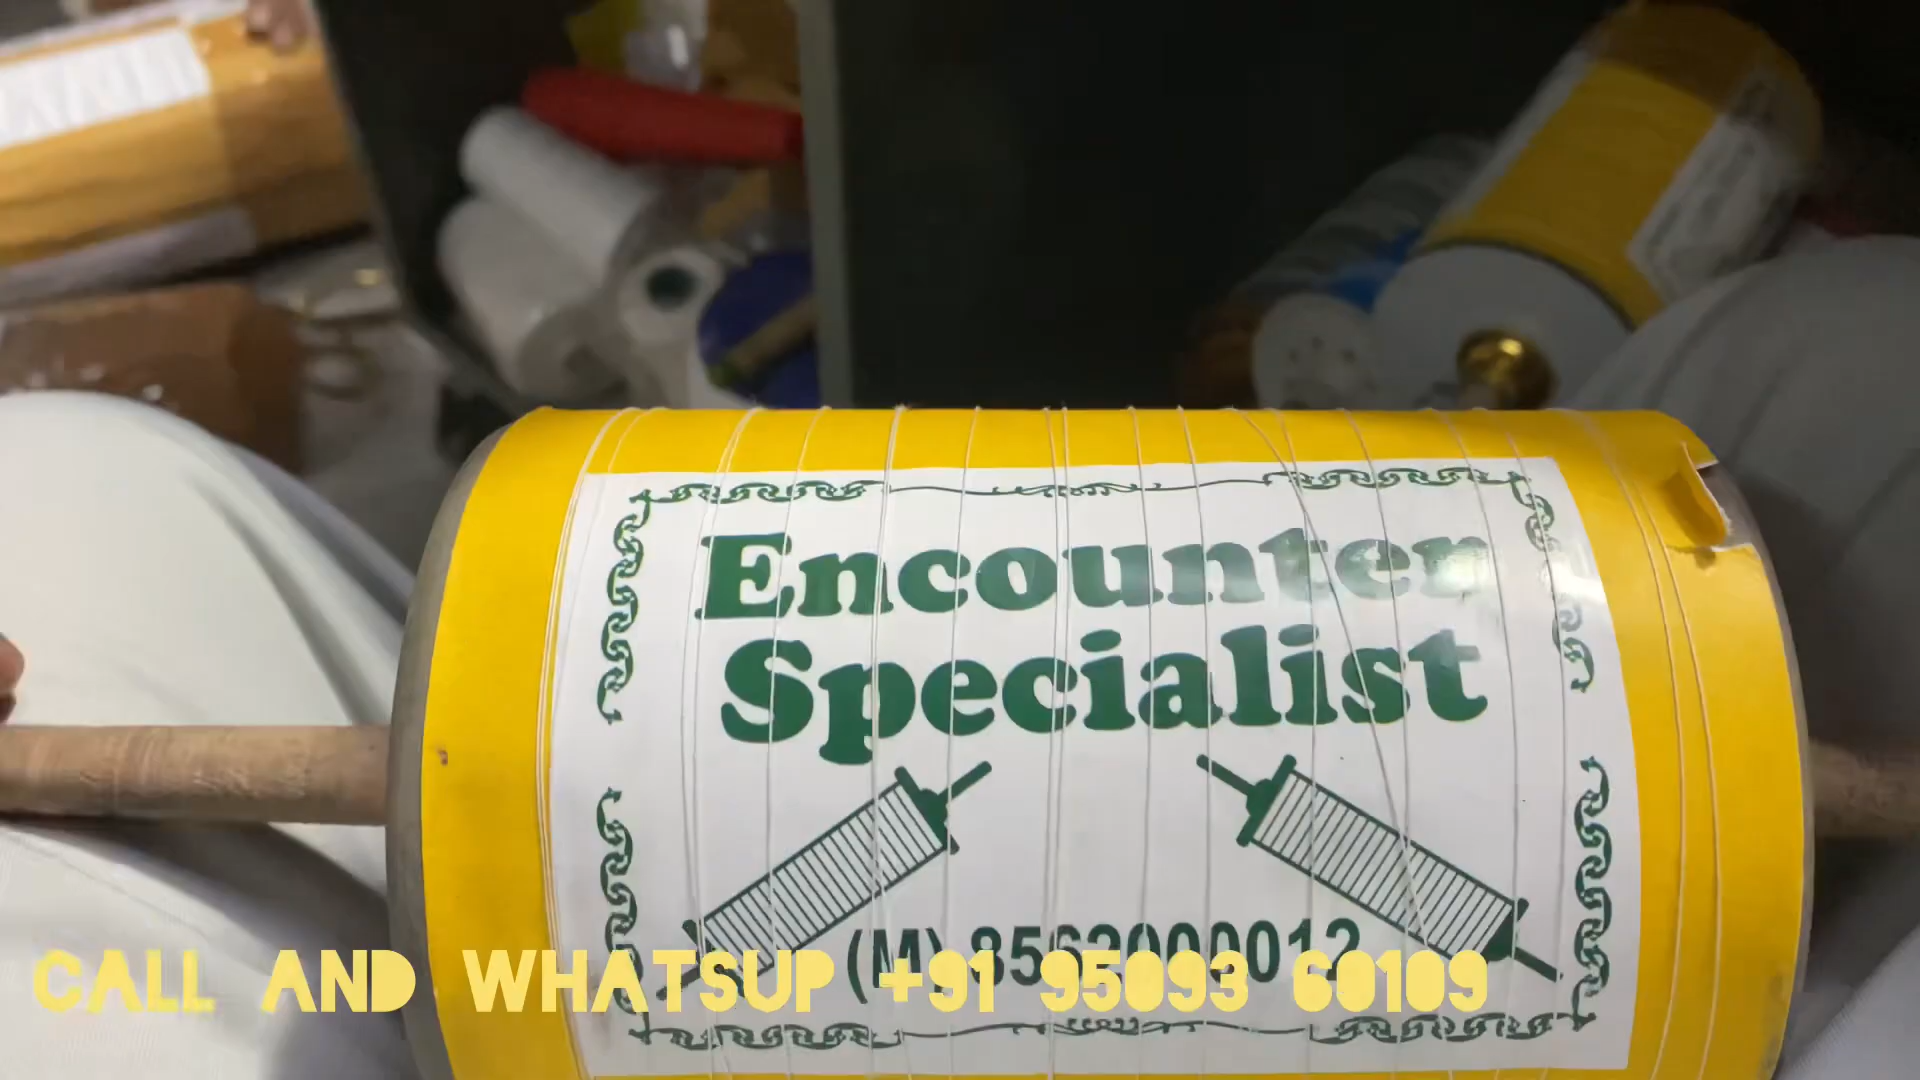 Encounter
Specialist
(M) 8562000012
CALL AND WHATSUP +91 95093 60109